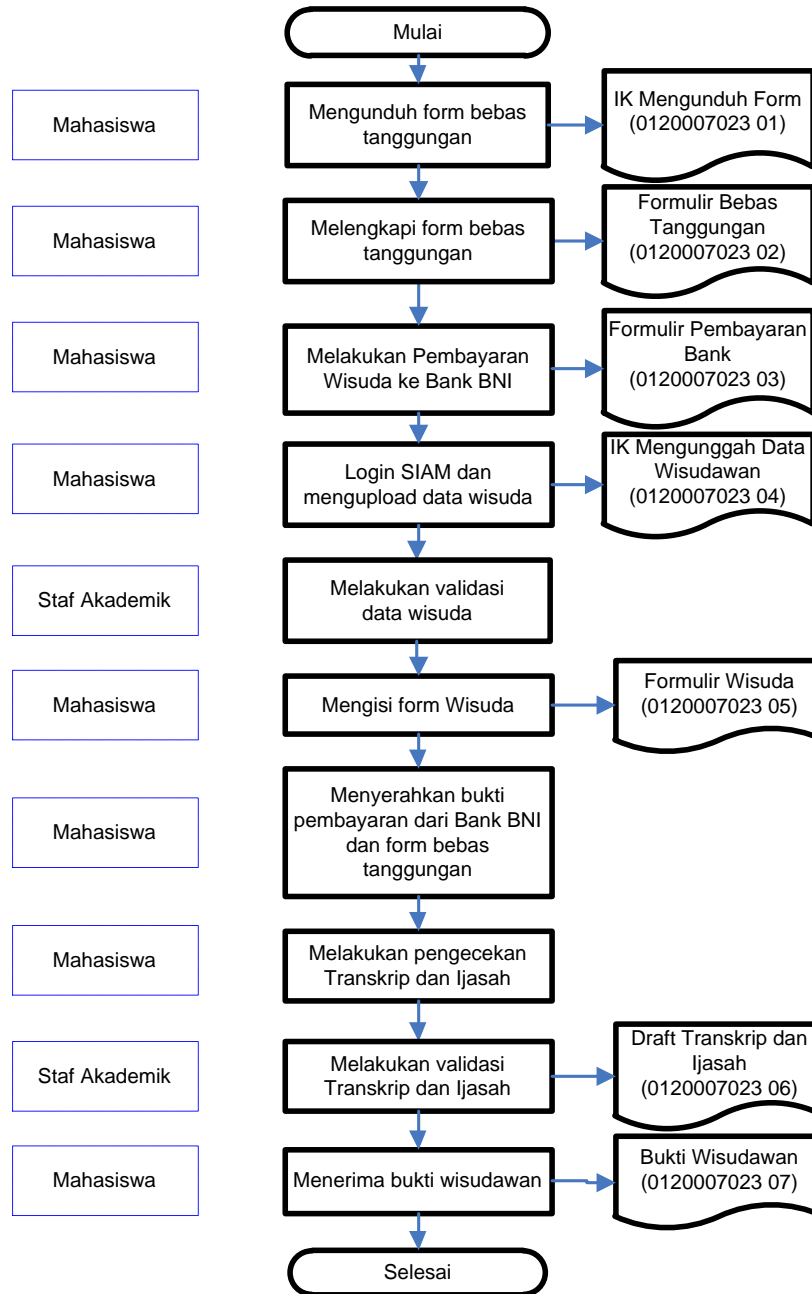 Mulai
Mahasiswa
Mengunduh form bebas
tanggungan
IK Mengunduh Form
(0120007023 01)
Mahasiswa
Melengkapi form bebas
tanggungan
Formulir Bebas
Tanggungan
(0120007023 02)
Mahasiswa
Melakukan Pembayaran
Wisuda ke Bank BNI
Formulir Pembayaran
Bank
(0120007023 03)
Mahasiswa
Login SIAM dan
mengupload data wisuda
IK Mengunggah Data
Wisudawan
(0120007023 04)
Staf Akademik
Melakukan validasi
data wisuda
Mahasiswa
Mengisi form Wisuda
Formulir Wisuda
(0120007023 05)
Mahasiswa
Menyerahkan bukti
pembayaran dari Bank BNI
dan form bebas
tanggungan
Mahasiswa
Melakukan pengecekan
Transkrip dan Ijasah
Staf Akademik
Melakukan validasi
Transkrip dan Ijasah
Draft Transkrip dan
Ijasah
(0120007023 06)
Mahasiswa
Menerima bukti wisudawan
Bukti Wisudawan
(0120007023 07)
Selesai